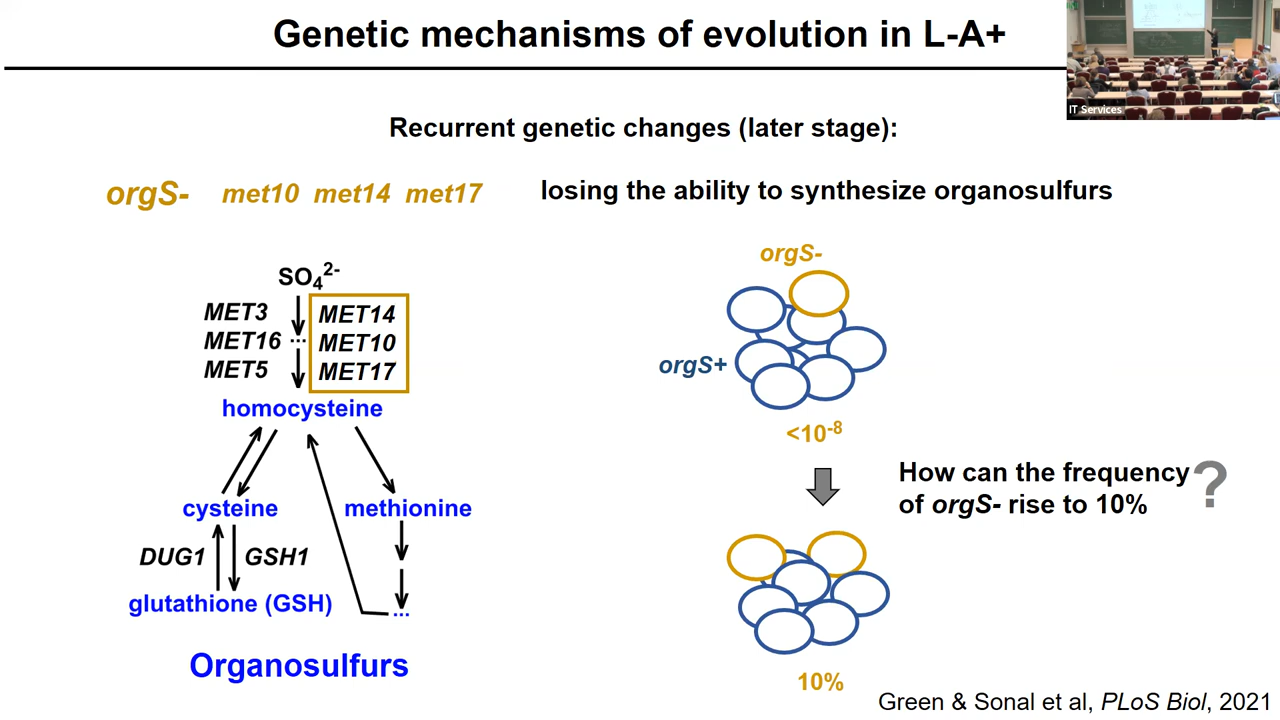 Genetic mechanisms of evolution in L-A+
IT Services
Recurrent genetic changes (later stage):
orgS- met10 met14 met17 losing the ability to synthesize organosulfurs
SO₄²⁻
MET3
MET16 ...
MET5
MET14
MET10
MET17
homocysteine
cysteine
methionine
DUG1
GSH1
glutathione (GSH)
...
Organosulfurs
orgS-
orgS+
<10⁻⁸
How can the frequency
of orgS- rise to 10%
?
10%
Green & Sonal et al, PLoS Biol, 2021